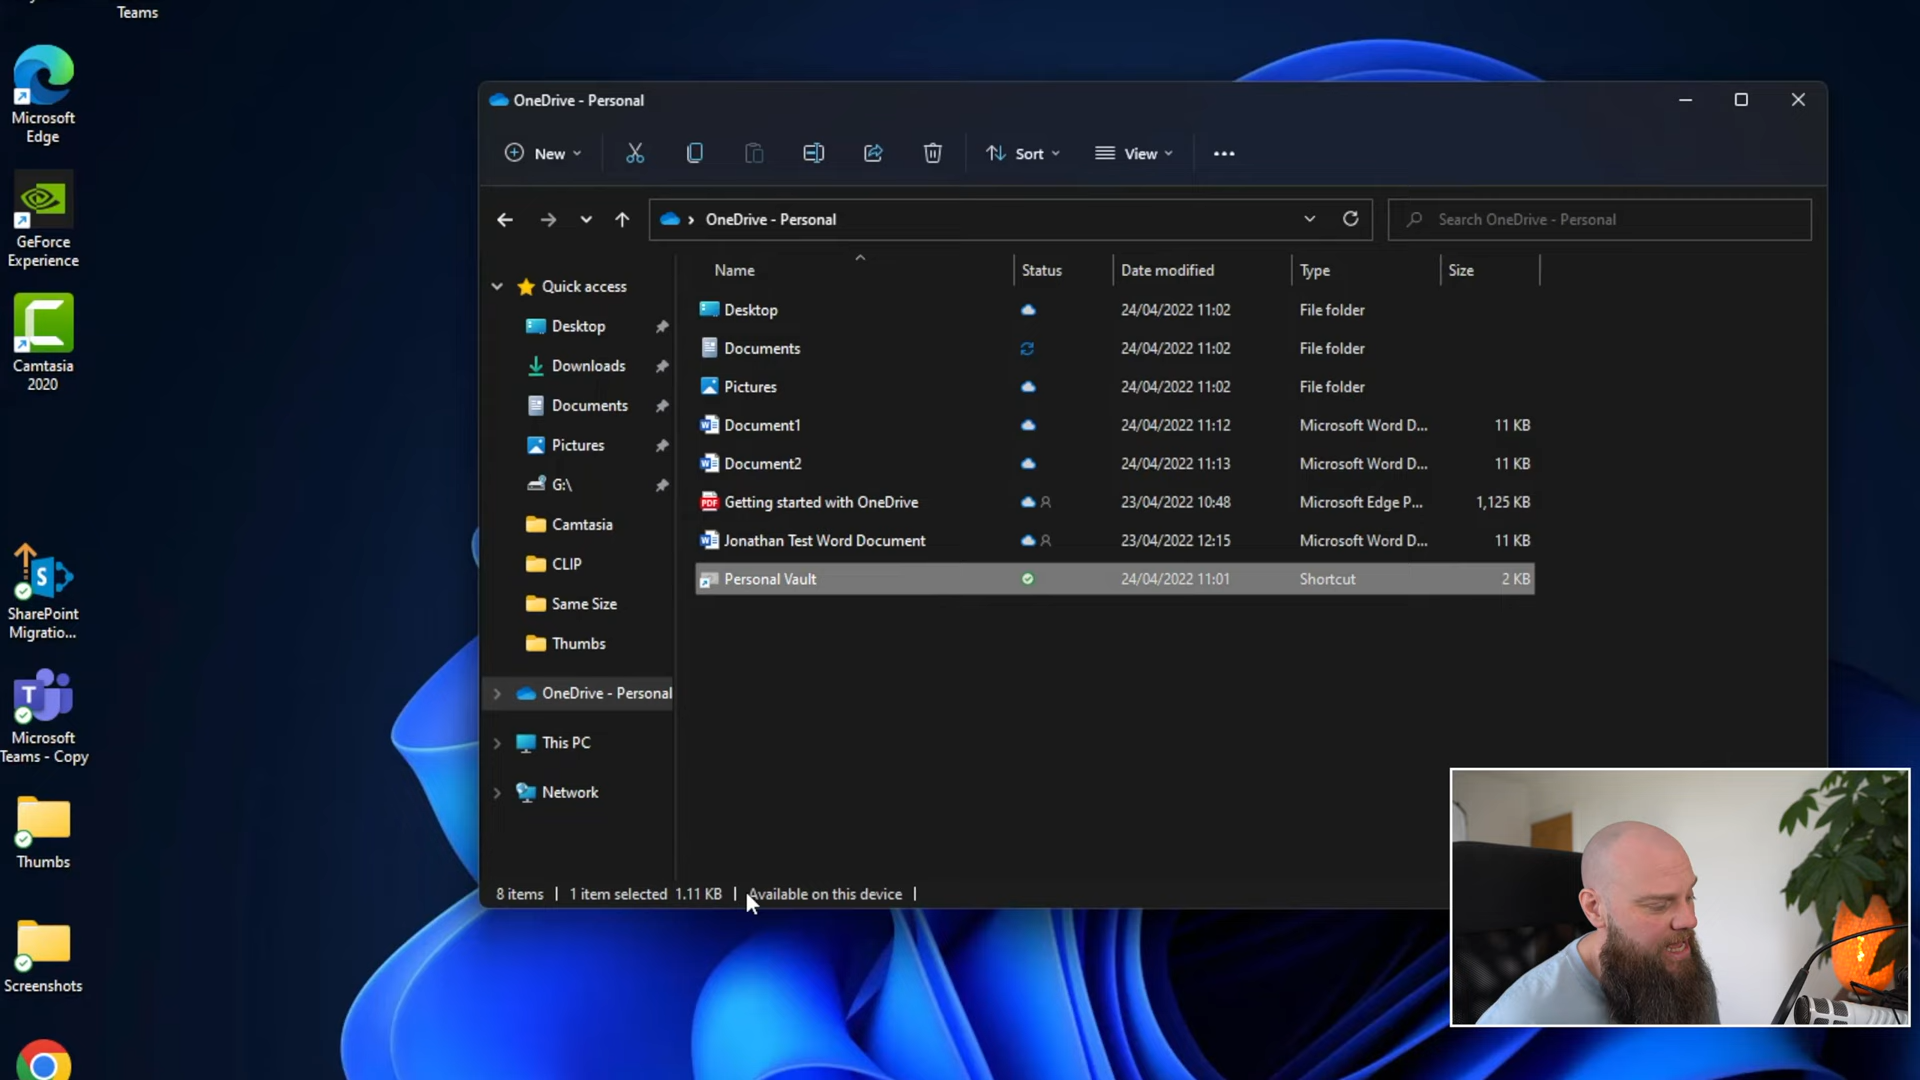 Teams
Microsoft
Edge
GeForce
Experience
Camtasia
2020
SharePoint
Migratio...
Microsoft
Teams - Copy
Thumbs
Screenshots
OneDrive - Personal
New
Sort
View
OneDrive - Personal
Search OneDrive - Personal
Quick access
Desktop
Downloads
Documents
Pictures
G:\
Camtasia
CLIP
Same Size
Thumbs
OneDrive - Personal
This PC
Network
Name Status Date modified Type Size
Desktop 24/04/2022 11:02 File folder
Documents 24/04/2022 11:02 File folder
Pictures 24/04/2022 11:02 File folder
Document1 24/04/2022 11:12 Microsoft Word D... 11 KB
Document2 24/04/2022 11:13 Microsoft Word D... 11 KB
PDF Getting started with OneDrive 23/04/2022 10:48 Microsoft Edge P... 1,125 KB
Jonathan Test Word Document 23/04/2022 12:15 Microsoft Word D... 11 KB
Personal Vault 24/04/2022 11:01 Shortcut 2 KB
8 items 1 item selected 1.11 KB Available on this device